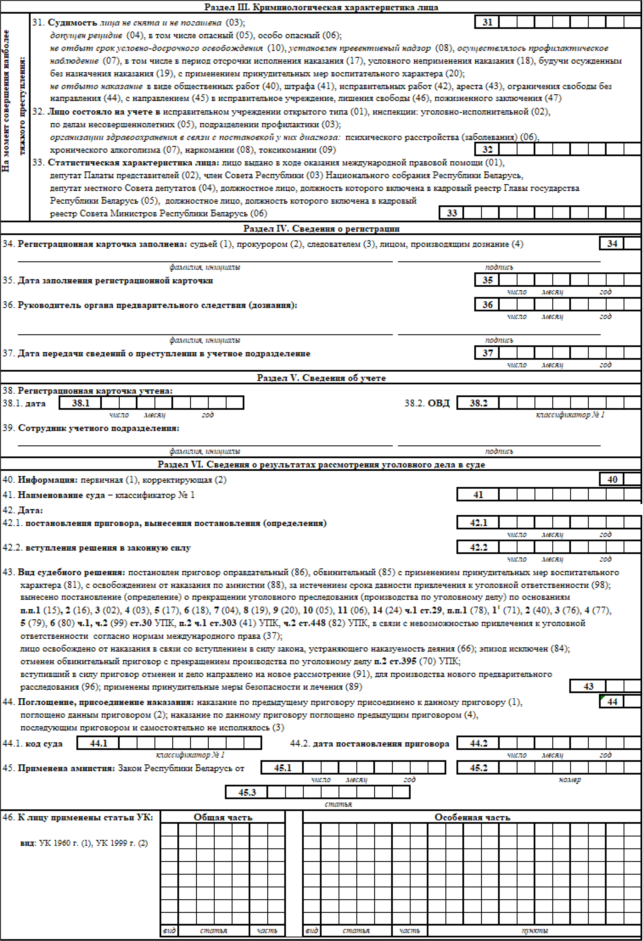 Раздел III. Криминологическая характеристика лица
На момент совершения наиболее тяжкого преступления:
31. Судимость лица не снята и не погашена (03);
31
допущен рецидив (04), в том числе опасный (05), особо опасный (06);
не отбыт срок условно-досрочного освобождения (10), установлен превентивный надзор (08), осуществлялось профилактическое
наблюдение (07), в том числе в период отсрочки исполнения наказания (17), условного неприменения наказания (18), будучи осужденным
без назначения наказания (19), с применением принудительных мер воспитательного характера (20);
не отбыто наказание в виде общественных работ (40), штрафа (41), исправительных работ (42), ареста (43), ограничения свободы без
направления (44), с направлением (45) в исправительное учреждение, лишения свободы (46), пожизненного заключения (47)
32. Лицо состояло на учете в исправительном учреждении открытого типа (01), инспекции: уголовно-исполнительной (02),
по делам несовершеннолетних (05), подразделении профилактики (03);
организации здравоохранения в связи с постановкой у них диагноза: психического расстройства (заболевания) (06),
хронического алкоголизма (07), наркомании (08), токсикомании (09)
32
33. Статистическая характеристика лица: лицо выдано в ходе оказания международной правовой помощи (01),
депутат Палаты представителей (02), член Совета Республики (03) Национального собрания Республики Беларусь,
депутат местного Совета депутатов (04), должностное лицо, должность которого включена в кадровый реестр Главы государства
Республики Беларусь (05), должностное лицо, должность которого включена в кадровый
реестр Совета Министров Республики Беларусь (06)
33
Раздел IV. Сведения о регистрации
34. Регистрационная карточка заполнена: судьей (1), прокурором (2), следователем (3), лицом, производящим дознание (4)
34
фамилия, инициалы подпись
35. Дата заполнения регистрационной карточки
35
число месяц год
36. Руководитель органа предварительного следствия (дознания):
36
число месяц год
фамилия, инициалы подпись
37. Дата передачи сведений о преступлении в учетное подразделение
37
число месяц год
Раздел V. Сведения об учете
38. Регистрационная карточка учтена:
38.1. дата 38.1 38.2. ОВД 38.2
число месяц год классификатор № 1
39. Сотрудник учетного подразделения:
фамилия, инициалы подпись
Раздел VI. Сведения о результатах рассмотрения уголовного дела в суде
40. Информация: первичная (1), корректирующая (2)
40
41. Наименование суда – классификатор № 1
41
42. Дата:
42.1. постановления приговора, вынесения постановления (определения)
42.1
число месяц год
42.2. вступления решения в законную силу
42.2
число месяц год
43. Вид судебного решения: постановлен приговор оправдательный (86), обвинительный (85) с применением принудительных мер воспитательного
характера (81), с освобождением от наказания по амнистии (88), за истечением срока давности привлечения к уголовной ответственности (98);
вынесено постановление (определение) о прекращении уголовного преследования (производства по уголовному делу) по основаниям
п.п.1 (15), 2 (16), 3 (02), 4 (03), 5 (17), 6 (18), 7 (04), 8 (19), 9 (20), 10 (05), 11 (06), 14 (24) ч.1 ст.29, п.п.1 (78), 1¹ (71), 2 (40), 3 (76), 4 (77),
5 (79), 6 (80) ч.1, ч.2 (99) ст.30 УПК, п.2 ч.1 ст.303 (41) УПК, ч.2 ст.448 (82) УПК, в связи с невозможностью привлечения к уголовной
ответственности согласно нормам международного права (37);
лицо освобождено от наказания в связи со вступлением в силу закона, устраняющего наказуемость деяния (66); эпизод исключен (84);
отменен обвинительный приговор с прекращением производства по уголовному делу п.2 ст.395 (70) УПК;
вступивший в силу приговор отменен и дело направлено на новое рассмотрение (91), для производства нового предварительного
расследования (96); применены принудительные меры безопасности и лечения (89)
43
44. Поглощение, присоединение наказания: наказание по предыдущему приговору присоединено к данному приговору (1),
44
поглощено данным приговором (2); наказание по данному приговору поглощено предыдущим приговором (4),
последующим приговором и самостоятельно не исполнялось (3)
44.1. код суда 44.1 44.2. дата постановления приговора 44.2
классификатор № 1 число месяц год
45. Применена амнистия: Закон Республики Беларусь от 45.1 45.2
число месяц год номер
45.3
статья
46. К лицу применены статьи УК: Общая часть Особенная часть
вид: УК 1960 г. (1), УК 1999 г. (2)
вид статья часть вид статья часть пункты